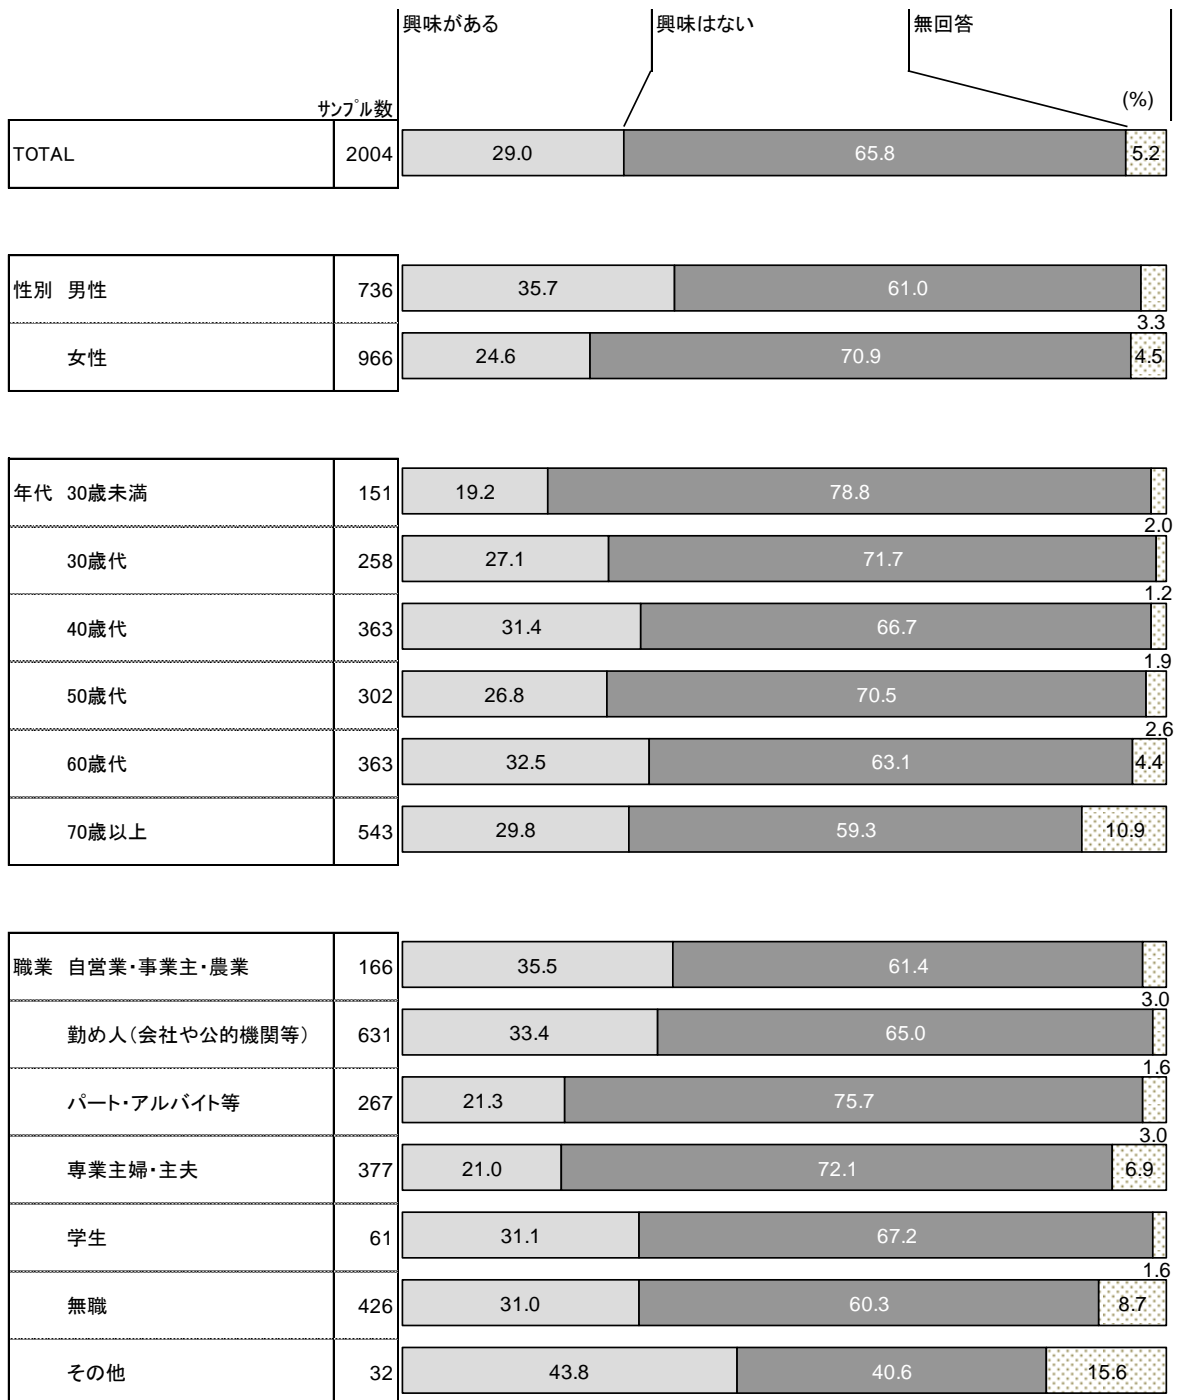 興味がある 興味はない 無回答
(%)
サンプル数
TOTAL 2004 29.0 65.8 5.2
性別 男性 736 35.7 61.0
3.3
女性 966 24.6 70.9 4.5
年代 30歳未満 151 19.2 78.8
2.0
30歳代 258 27.1 71.7
1.2
40歳代 363 31.4 66.7
1.9
50歳代 302 26.8 70.5
2.6
60歳代 363 32.5 63.1 4.4
70歳以上 543 29.8 59.3 10.9
職業 自営業・事業主・農業 166 35.5 61.4
3.0
勤め人(会社や公的機関等) 631 33.4 65.0
1.6
パート・アルバイト等 267 21.3 75.7
3.0
専業主婦・主夫 377 21.0 72.1 6.9
学生 61 31.1 67.2
1.6
無職 426 31.0 60.3 8.7
その他 32 43.8 40.6 15.6